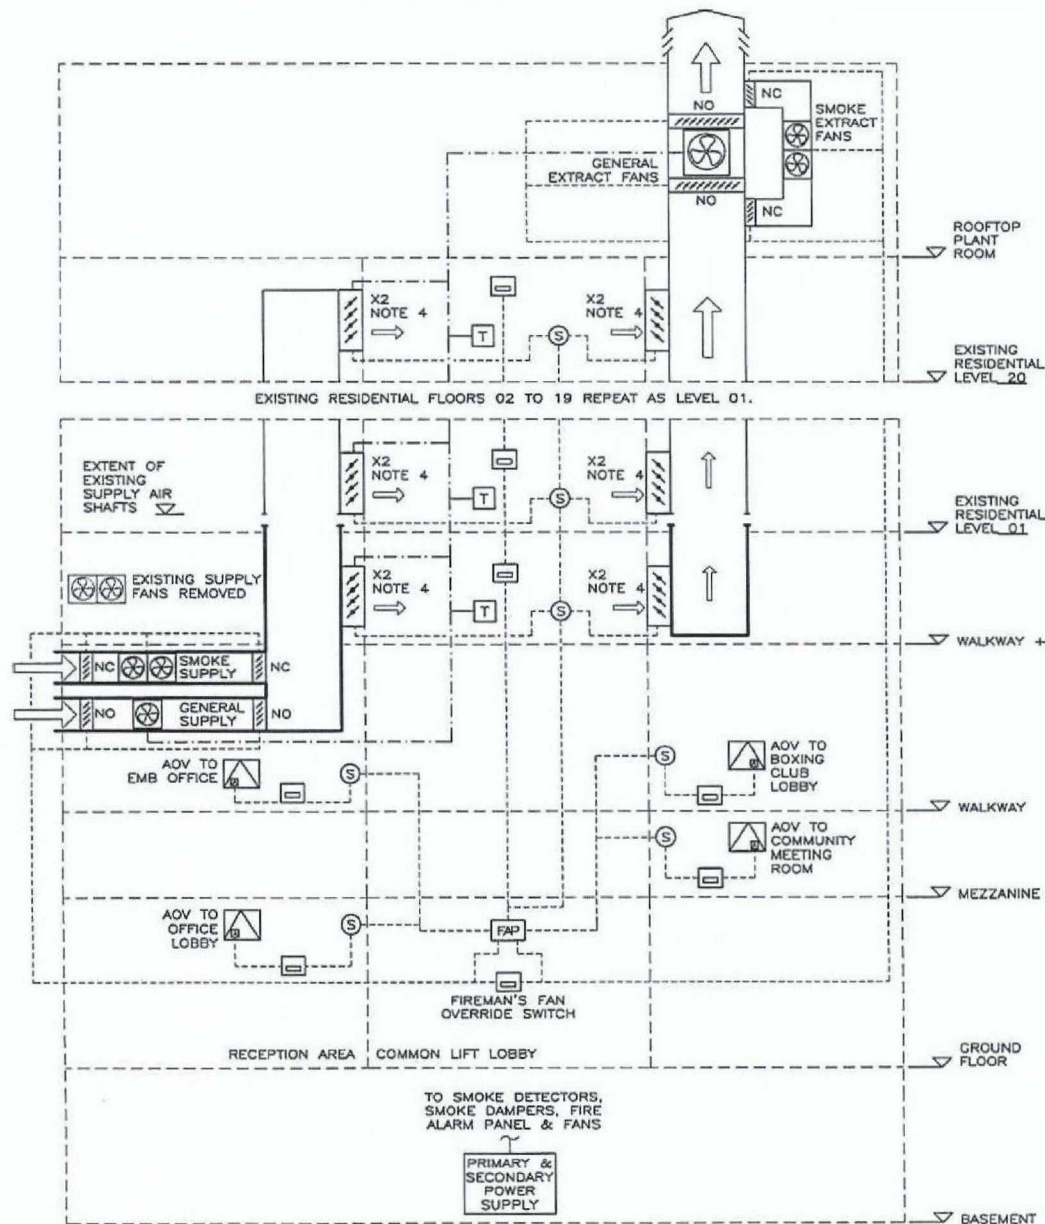 NO
NC
SMOKE
EXTRACT
FANS
GENERAL
EXTRACT FANS
NO
NC
ROOFTOP
PLANT
ROOM
X2
NOTE 4
T
S
X2
NOTE 4
EXISTING
RESIDENTIAL
LEVEL 20
EXISTING RESIDENTIAL FLOORS 02 TO 19 REPEAT AS LEVEL 01.
EXTENT OF
EXISTING
SUPPLY AIR
SHAFTS
X2
NOTE 4
T
S
X2
NOTE 4
EXISTING
RESIDENTIAL
LEVEL 01
EXISTING SUPPLY
FANS REMOVED
X2
NOTE 4
T
S
X2
NOTE 4
WALKWAY +
NC
SMOKE
SUPPLY
NC
NO
GENERAL
SUPPLY
NO
AOV TO
EMB OFFICE
S
S
AOV TO
BOXING
CLUB
LOBBY
WALKWAY
S
AOV TO
COMMUNITY
MEETING
ROOM
MEZZANINE
AOV TO
OFFICE
LOBBY
S
FAP
FIREMAN'S FAN
OVERRIDE SWITCH
RECEPTION AREA
COMMON LIFT LOBBY
GROUND
FLOOR
TO SMOKE DETECTORS,
SMOKE DAMPERS, FIRE
ALARM PANEL & FANS
PRIMARY &
SECONDARY
POWER
SUPPLY
BASEMENT